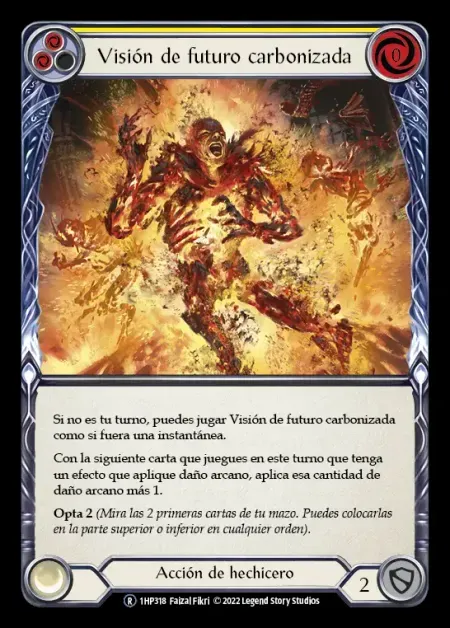 Visión de futuro carbonizada
0
Si no es tu turno, puedes jugar Visión de futuro carbonizada
como si fuera una instantánea.
Con la siguiente carta que juegues en este turno que tenga
un efecto que aplique daño arcano, aplica esa cantidad de
daño arcano más 1.
Opta 2 (Mira las 2 primeras cartas de tu mazo. Puedes colocarlas
en la parte superior o inferior en cualquier orden).
Acción de hechicero
2
R 1HP318 Faizal Fikri © 2022 Legend Story Studios